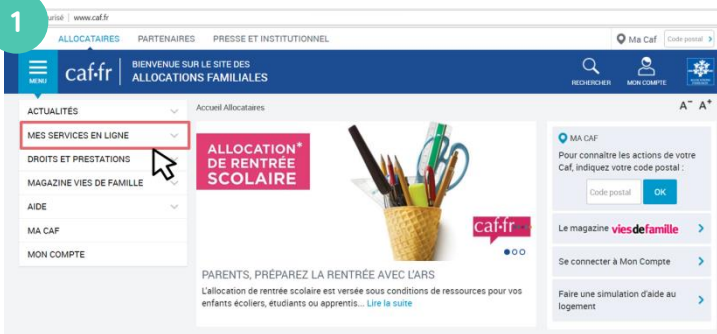 1
urisé | www.caf.fr
ALLOCATAIRES PARTENAIRES PRESSE ET INSTITUTIONNEL
Ma Caf Code postal
MENU
caf.fr
BIENVENUE SUR LE SITE DES
ALLOCATIONS FAMILIALES
RECHERCHER MON COMPTE
ACTUALITÉS
MES SERVICES EN LIGNE
DROITS ET PRESTATIONS
MAGAZINE VIES DE FAMILLE
AIDE
MA CAF
MON COMPTE
Accueil Allocataires
A- A+
ALLOCATION*
DE RENTRÉE
SCOLAIRE
caf.fr
PARENTS, PRÉPAREZ LA RENTRÉE AVEC L'ARS
L'allocation de rentrée scolaire est versée sous conditions de ressources pour vos
enfants écoliers, étudiants ou apprentis... Lire la suite
MA CAF
Pour connaitre les actions de votre
Caf, indiquez votre code postal :
Code postal OK
Le magazine viesdefamille
Se connecter à Mon Compte
Faire une simulation d'aide au
logement